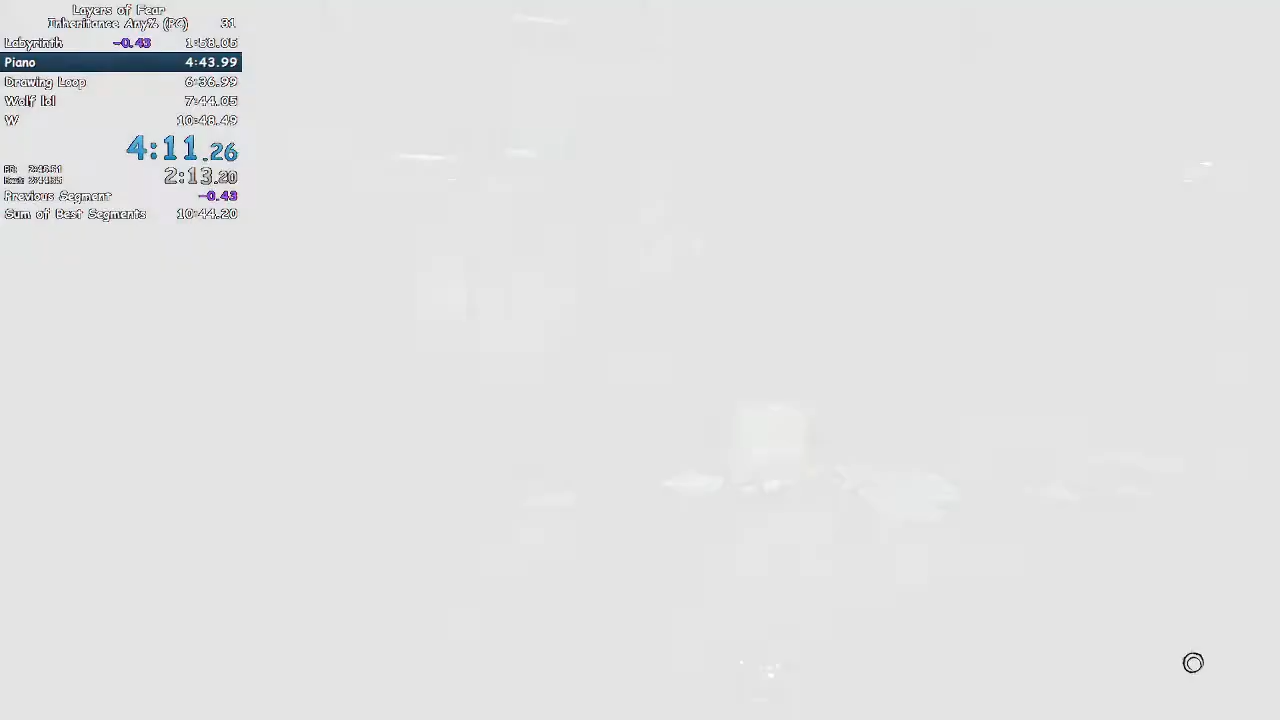 Layers of Fear
Inheritance Any% (PC) 31
Labyrinth -0.43 1:58.05
Piano 4:43.99
Drawing Loop 6:36.99
Wolf lol 7:44.05
W 10:48.49
4:11.26
2:13.20
Previous Segment -0.43
Sum of Best Segments 10:44.20